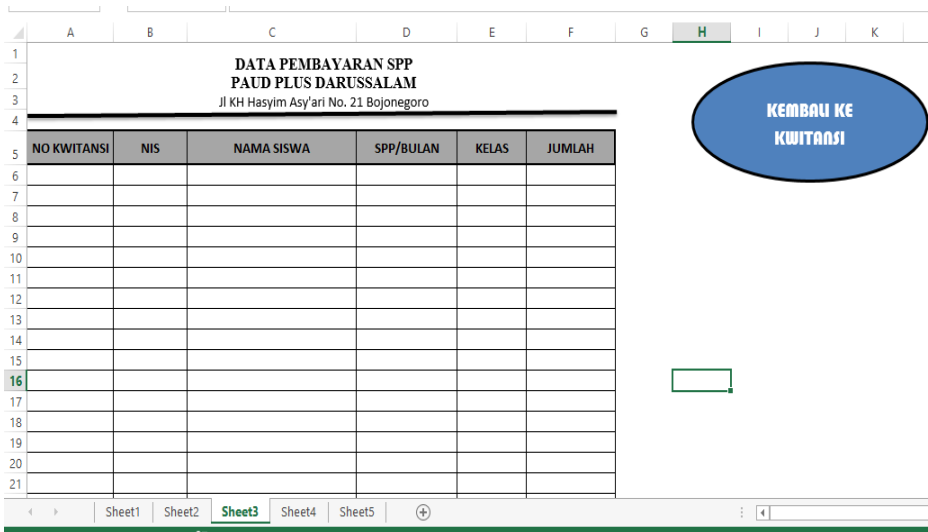 A B C D E F G H I J K
1
DATA PEMBAYARAN SPP
2
PAUD PLUS DARUSSALAM
3
Jl KH Hasyim Asy'ari No. 21 Bojonegoro
4
KEMBALI KE
KWITANSI
5 NO KWITANSI NIS NAMA SISWA SPP/BULAN KELAS JUMLAH
6
7
8
9
10
11
12
13
14
15
16
17
18
19
20
21
Sheet1 Sheet2 Sheet3 Sheet4 Sheet5